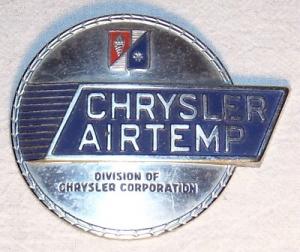 CHRYSLER
AiRTEMP
DIVISION OF
CHRYSLER CORPORATION